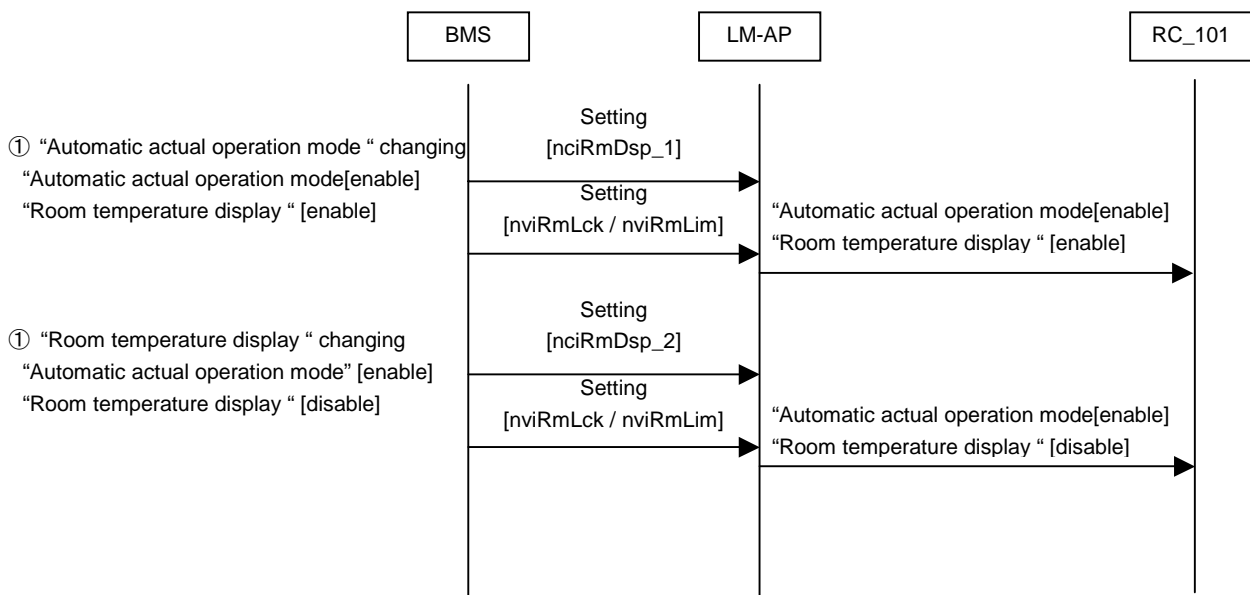 BMS
LM-AP
RC_101
Setting
[nciRmDsp_1]
① “Automatic actual operation mode “ changing
“Automatic actual operation mode[enable]
“Room temperature display “ [enable]
Setting
[nviRmLck / nviRmLim]
“Automatic actual operation mode[enable]
“Room temperature display “ [enable]
Setting
[nciRmDsp_2]
① “Room temperature display “ changing
“Automatic actual operation mode” [enable]
“Room temperature display “ [disable]
Setting
[nviRmLck / nviRmLim]
“Automatic actual operation mode[enable]
“Room temperature display “ [disable]